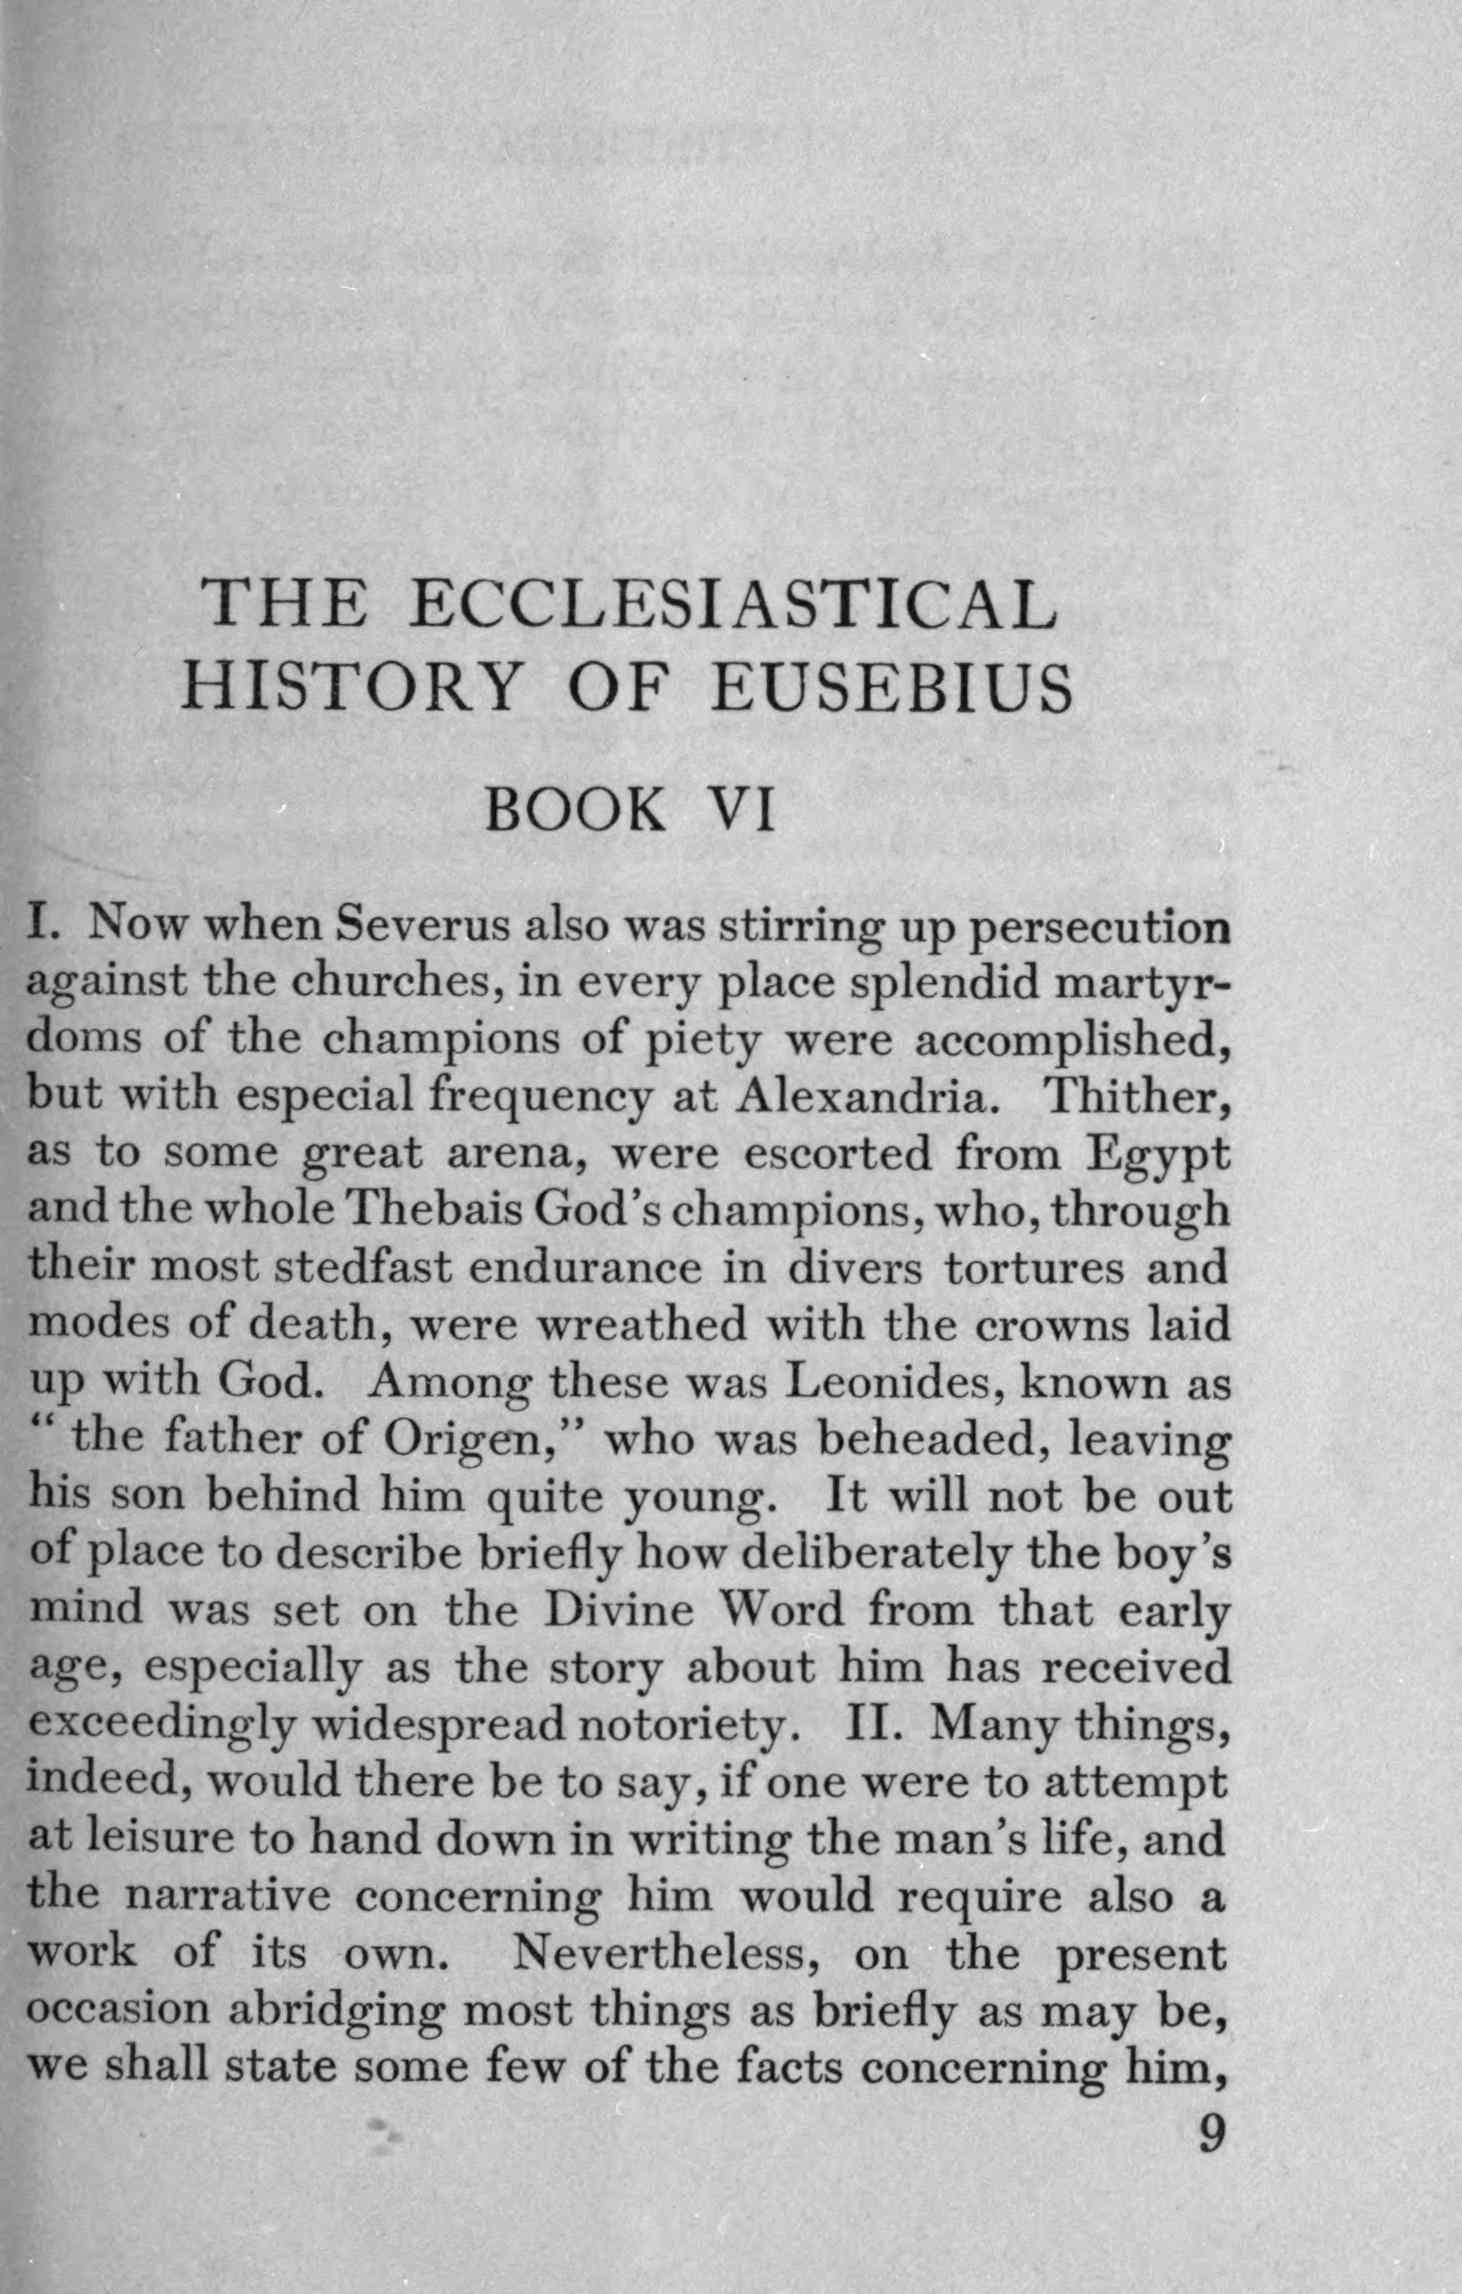 THE ECCLESIASTICAL
HISTORY OF EUSEBIUS
BOOK VI
I. Now when Severus also was stirring up persecution
against the churches, in every place splendid martyr-
doms of the champions of piety were accomplished,
but with especial frequency at Alexandria. Thither,
as to some great arena, were escorted from Egypt
and the whole Thebais God's champions, who, through
their most stedfast endurance in divers tortures and
modes of death, were wreathed with the crowns laid
up with God. Among these was Leonides, known as
“ the father of Origen,” who was beheaded, leaving
his son behind him quite young. It will not be out
of place to describe briefly how deliberately the boy's
mind was set on the Divine Word from that early
age, especially as the story about him has received
exceedingly widespread notoriety. II. Many things,
indeed, would there be to say, if one were to attempt
at leisure to hand down in writing the man's life, and
the narrative concerning him would require also a
work of its own. Nevertheless, on the present
occasion abridging most things as briefly as may be,
we shall state some few of the facts concerning him,
9